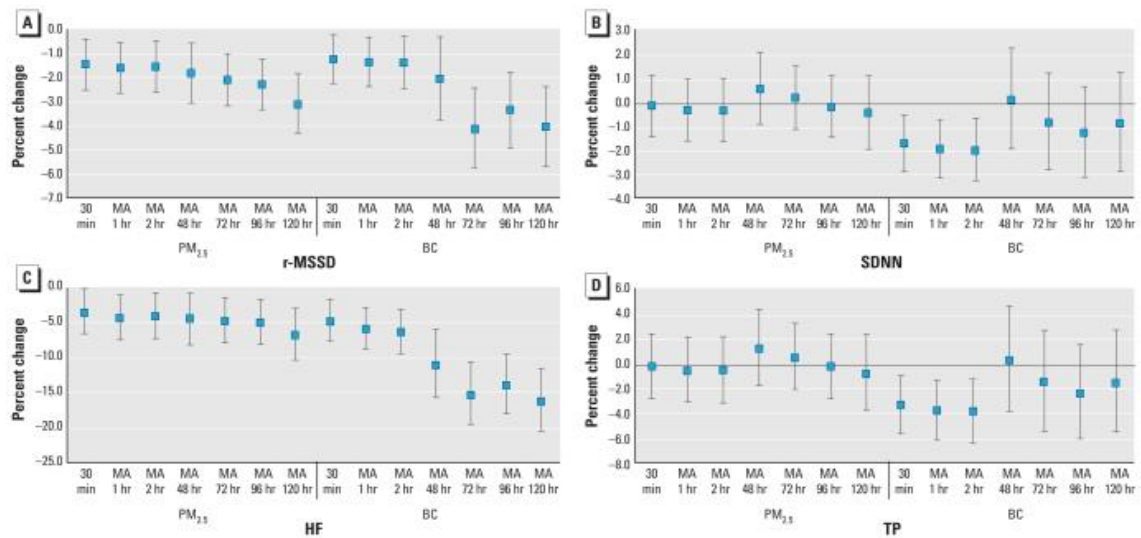 A
Percent change
0.0
−1.0
−2.0
−3.0
−4.0
−5.0
−6.0
−7.0
30 MA MA MA MA MA MA 30 MA MA MA MA MA MA
min 1 hr 2 hr 48 hr 72 hr 96 hr 120 hr min 1 hr 2 hr 48 hr 72 hr 96 hr 120 hr
PM2.5 BC
r-MSSD
B
Percent change
3.0
2.0
1.0
0.0
−1.0
−2.0
−3.0
−4.0
30 MA MA MA MA MA MA 30 MA MA MA MA MA MA
min 1 hr 2 hr 48 hr 72 hr 96 hr 120 hr min 1 hr 2 hr 48 hr 72 hr 96 hr 120 hr
PM2.5 BC
SDNN
C
Percent change
0.0
−5.0
−10.0
−15.0
−20.0
−25.0
30 MA MA MA MA MA MA 30 MA MA MA MA MA MA
min 1 hr 2 hr 48 hr 72 hr 96 hr 120 hr min 1 hr 2 hr 48 hr 72 hr 96 hr 120 hr
PM2.5 BC
HF
D
Percent change
6.0
4.0
2.0
0.0
−2.0
−4.0
−6.0
−8.0
30 MA MA MA MA MA MA 30 MA MA MA MA MA MA
min 1 hr 2 hr 48 hr 72 hr 96 hr 120 hr min 1 hr 2 hr 48 hr 72 hr 96 hr 120 hr
PM2.5 BC
TP